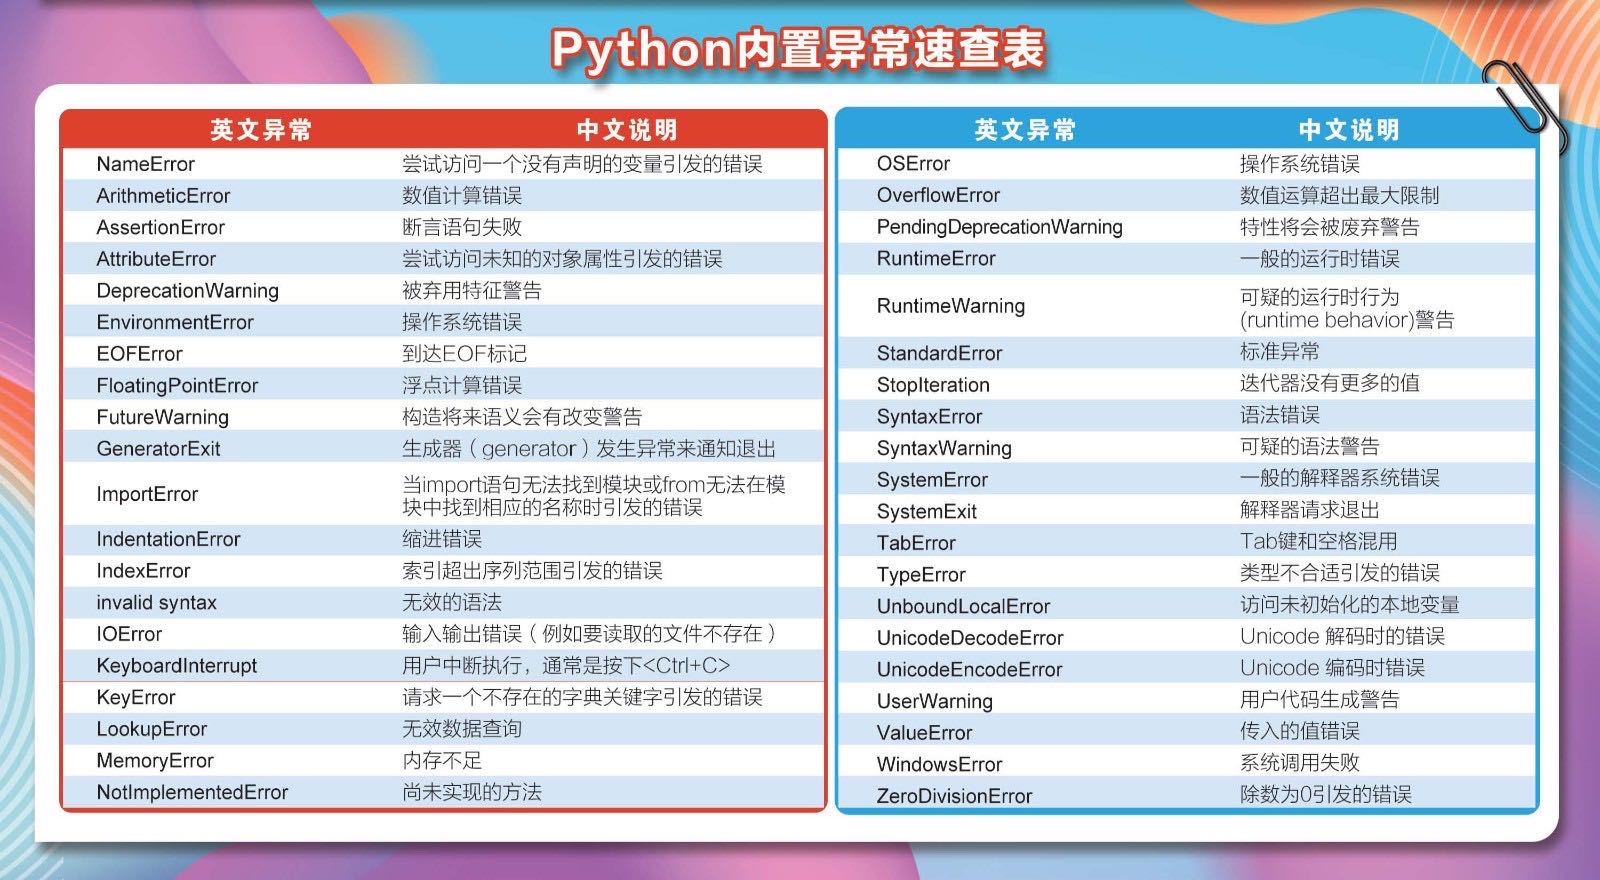 Python内置异常速查表
英文异常 中文说明
NameError 尝试访问一个没有声明的变量引发的错误
ArithmeticError 数值计算错误
AssertionError 断言语句失败
AttributeError 尝试访问未知的对象属性引发的错误
DeprecationWarning 被弃用特征警告
EnvironmentError 操作系统错误
EOFError 到达EOF标记
FloatingPointError 浮点计算错误
FutureWarning 构造将来语义会有改变警告
GeneratorExit 生成器（generator）发生异常来通知退出
ImportError 当import语句无法找到模块或from无法在模
块中找到相应的名称时引发的错误
IndentationError 缩进错误
IndexError 索引超出序列范围引发的错误
invalid syntax 无效的语法
IOError 输入输出错误（例如要读取的文件不存在）
KeyboardInterrupt 用户中断执行，通常是按下<Ctrl+C>
KeyError 请求一个不存在的字典关键字引发的错误
LookupError 无效数据查询
MemoryError 内存不足
NotImplementedError 尚未实现的方法
英文异常 中文说明
OSError 操作系统错误
OverflowError 数值运算超出最大限制
PendingDeprecationWarning 特性将会被废弃警告
RuntimeError 一般的运行时错误
RuntimeWarning 可疑的运行时行为
(runtime behavior)警告
StandardError 标准异常
StopIteration 迭代器没有更多的值
SyntaxError 语法错误
SyntaxWarning 可疑的语法警告
SystemError 一般的解释器系统错误
SystemExit 解释器请求退出
TabError Tab键和空格混用
TypeError 类型不合适引发的错误
UnboundLocalError 访问未初始化的本地变量
UnicodeDecodeError Unicode 解码时的错误
UnicodeEncodeError Unicode 编码时错误
UserWarning 用户代码生成警告
ValueError 传入的值错误
WindowsError 系统调用失败
ZeroDivisionError 除数为0引发的错误